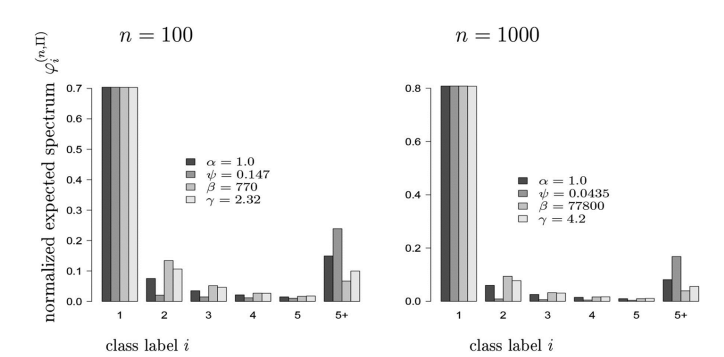 n = 100
normalized expected spectrum φ_i^(n,Π)
0.7
0.6
0.5
0.4
0.3
0.2
0.1
0.0
α = 1.0
ψ = 0.147
β = 770
γ = 2.32
1 2 3 4 5 5+
class label i
n = 1000
0.8
0.6
0.4
0.2
0.0
α = 1.0
ψ = 0.0435
β = 77800
γ = 4.2
1 2 3 4 5 5+
class label i